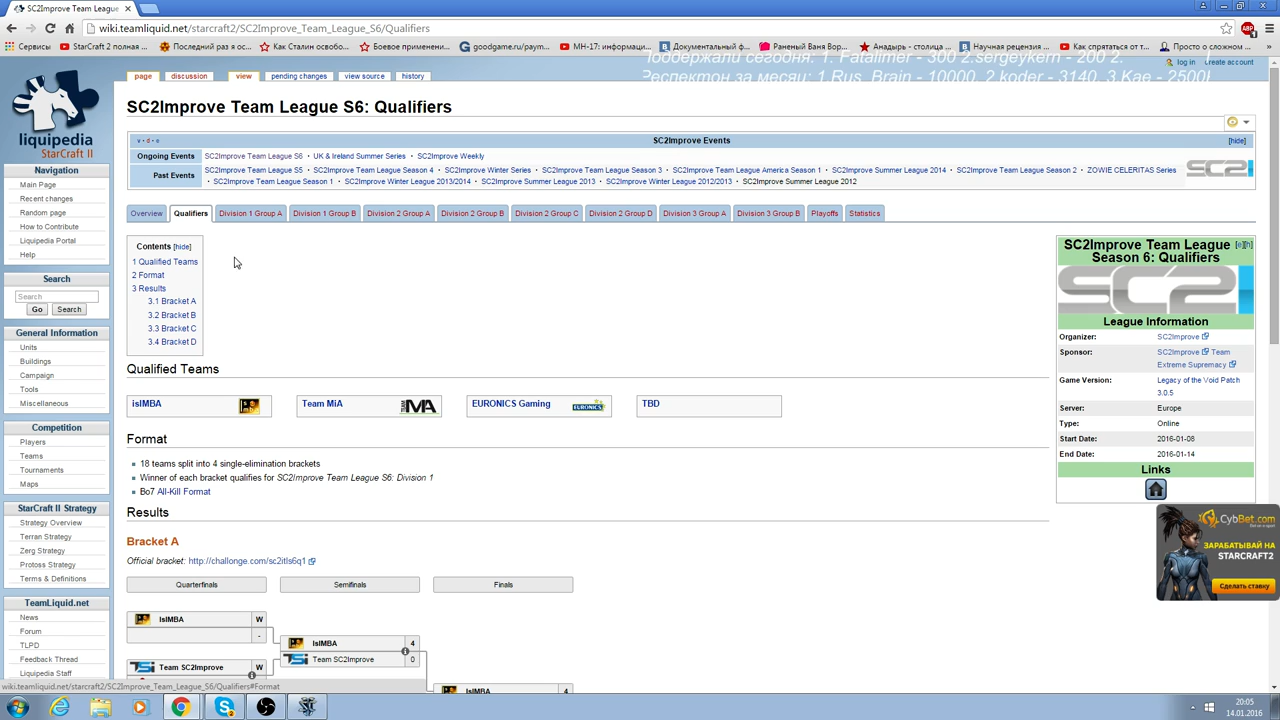 SC2Improve Team League
wiki.teamliquid.net/starcraft2/SC2Improve_Team_League_S6/Qualifiers
Сервисы StarCraft 2 полная ... Последний раз я ос... Как Сталин освобо... Боевое применени... goodgame.ru/paym... МН-17: информаци... Документальный ф... Раненый Ваня Вор... Анадырь - столица ... Научная рецензия ... Как спрятаться от т... Просто о сложном ...
Поддержали сегодня: 1. Fatalimer - 300 2.sergeykern - 200 2.
Респектон за месяц: 1.Rus_Brain - 10000, 2.koder - 3140, 3.Kae - 2500!
page discussion view pending changes view source history
log in Create account
SC2Improve Team League S6: Qualifiers
v · d · e SC2Improve Events [hide]
Ongoing Events SC2Improve Team League S6 · UK & Ireland Summer Series · SC2Improve Weekly
Past Events SC2Improve Team League S5 · SC2Improve Team League Season 4 · SC2Improve Winter Series · SC2Improve Team League Season 3 · SC2Improve Team League America Season 1 · SC2Improve Summer League 2014 · SC2Improve Team League Season 2 · ZOWIE CELERITAS Series
· SC2Improve Team League Season 1 · SC2Improve Winter League 2013/2014 · SC2Improve Summer League 2013 · SC2Improve Winter League 2012/2013 · SC2Improve Summer League 2012
SC2
Overview Qualifiers Division 1 Group A Division 1 Group B Division 2 Group A Division 2 Group B Division 2 Group C Division 2 Group D Division 3 Group A Division 3 Group B Playoffs Statistics
liquipedia
StarCraft II
Navigation
Main Page
Recent changes
Random page
How to Contribute
Liquipedia Portal
Help
Search
Search
Go Search
General Information
Units
Buildings
Campaign
Tools
Miscellaneous
Competition
Players
Teams
Tournaments
Maps
StarCraft II Strategy
Strategy Overview
Terran Strategy
Zerg Strategy
Protoss Strategy
Terms & Definitions
TeamLiquid.net
News
Forum
TLPD
Feedback Thread
Liquipedia Staff
Contents [hide]
1 Qualified Teams
2 Format
3 Results
3.1 Bracket A
3.2 Bracket B
3.3 Bracket C
3.4 Bracket D
Qualified Teams
isIMBA Team MiA EURONICS Gaming EURONICS TBD
Format
18 teams split into 4 single-elimination brackets
Winner of each bracket qualifies for SC2Improve Team League S6: Division 1
Bo7 All-Kill Format
Results
Bracket A
Official bracket: http://challonge.com/sc2itls6q1
Quarterfinals Semifinals Finals
IsIMBA W
-
IsIMBA 4
Team SC2Improve 0
Team SC2Improve W
IsIMBA 4
SC2Improve Team League [e][h]
Season 6: Qualifiers
SC2
League Information
Organizer: SC2Improve
Sponsor: SC2Improve Team
Extreme Supremacy
Game Version: Legacy of the Void Patch
3.0.5
Server: Europe
Type: Online
Start Date: 2016-01-08
End Date: 2016-01-14
Links
CybBet.com
ЗАРАБАТЫВАЙ НА
STARCRAFT2
Сделать ставку
wiki.teamliquid.net/starcraft2/SC2Improve_Team_League_S6/Qualifiers#Format
20:05
14.01.2016